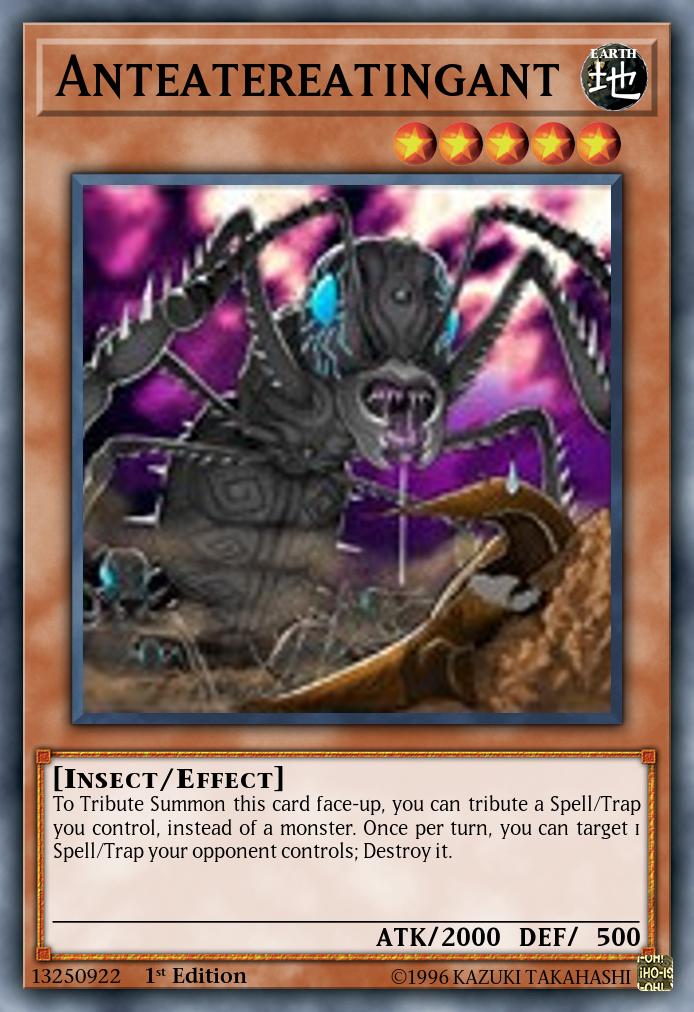 ANTEATEREATINGANT
EARTH
地
[INSECT/EFFECT]
To Tribute Summon this card face-up, you can tribute a Spell/Trap
you control, instead of a monster. Once per turn, you can target 1
Spell/Trap your opponent controls; Destroy it.
ATK/2000 DEF/ 500
13250922 1st Edition ©1996 KAZUKI TAKAHASHI